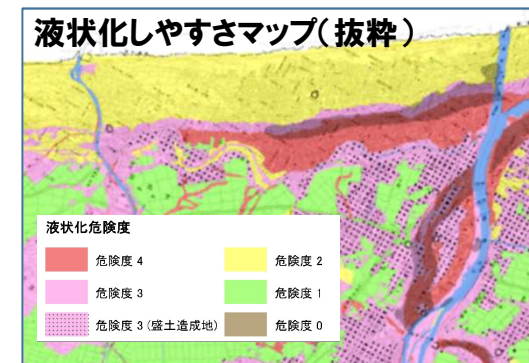 液状化しやすさマップ（抜粋）
液状化危険度
危険度 4
危険度 2
危険度 3
危険度 1
危険度 3 (盛土造成地)
危険度 0